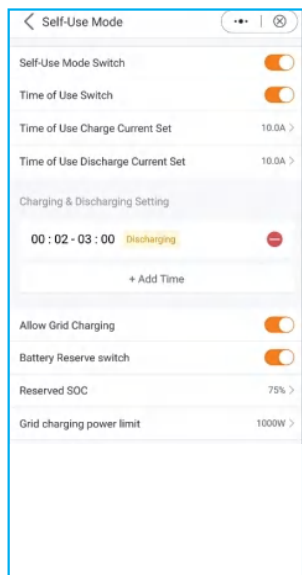 Self-Use Mode
Self-Use Mode Switch
Time of Use Switch
Time of Use Charge Current Set 10.0A >
Time of Use Discharge Current Set 10.0A >
Charging & Discharging Setting
00 : 02 - 03 : 00 Discharging
+ Add Time
Allow Grid Charging
Battery Reserve switch
Reserved SOC 75% >
Grid charging power limit 1000W >